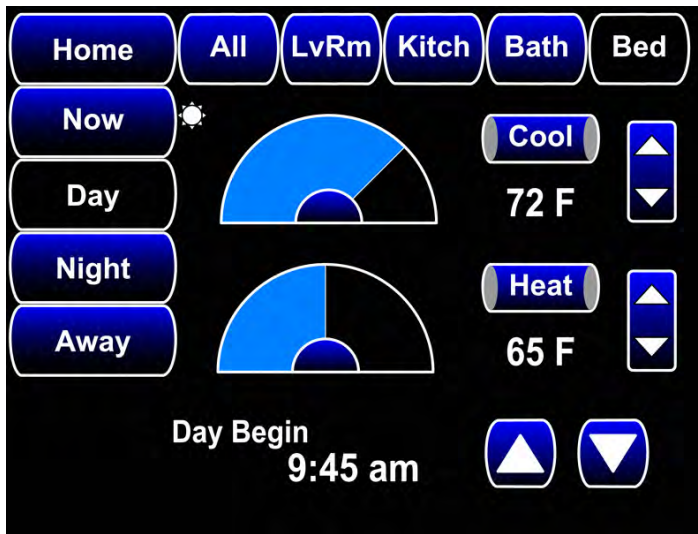 Home All LvRm Kitch Bath Bed
Now
Day
Night
Away
Cool
72 F
Heat
65 F
Day Begin
9:45 am